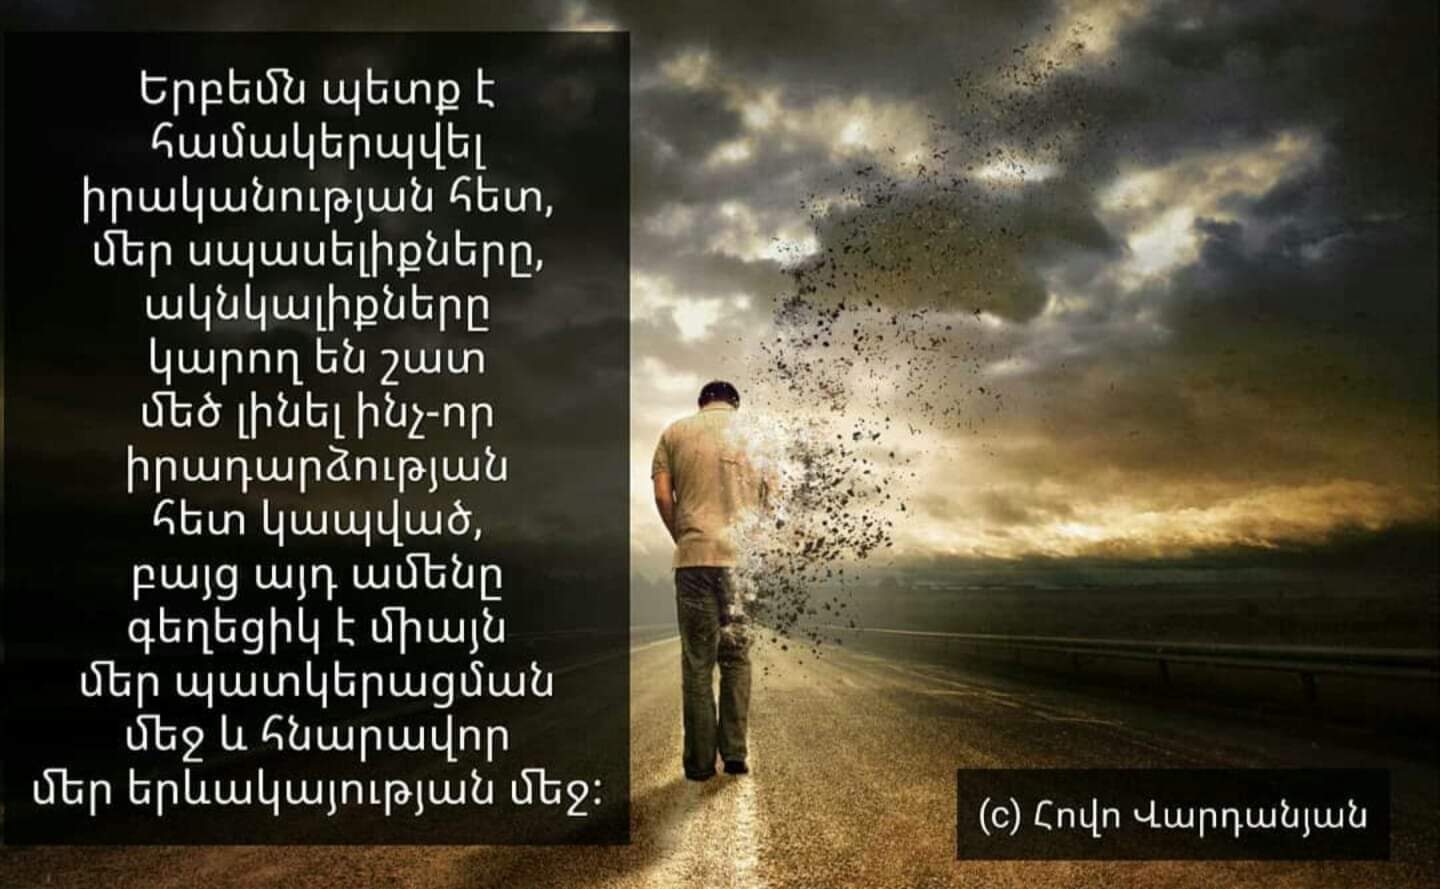 Երբեմն պետք է
համակերպվել
իրականության հետ,
մեր սպասելիքները,
ակնկալիքները
կարող են շատ
մեծ լինել ինչ-որ
իրադարձության
հետ կապված,
բայց այդ ամենը
գեղեցիկ է միայն
մեր պատկերացման
մեջ և հնարավոր
մեր երևակայության մեջ:
(c) Հովո Վարդանյան